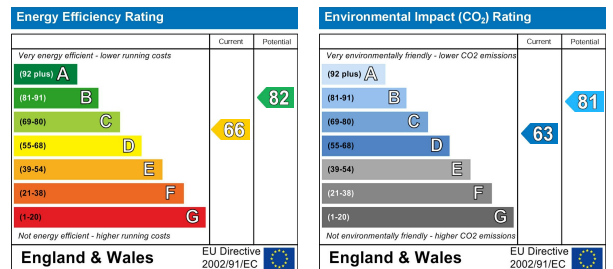 Energy Efficiency Rating
Current Potential
Very energy efficient - lower running costs
(92 plus) A
(81-91) B
(69-80) C
(55-68) D
(39-54) E
(21-38) F
(1-20) G
66
82
Not energy efficient - higher running costs
England & Wales
EU Directive
2002/91/EC
Environmental Impact (CO₂) Rating
Current Potential
Very environmentally friendly - lower CO2 emissions
(92 plus) A
(81-91) B
(69-80) C
(55-68) D
(39-54) E
(21-38) F
(1-20) G
63
81
Not environmentally friendly - higher CO2 emissions
England & Wales
EU Directive
2002/91/EC